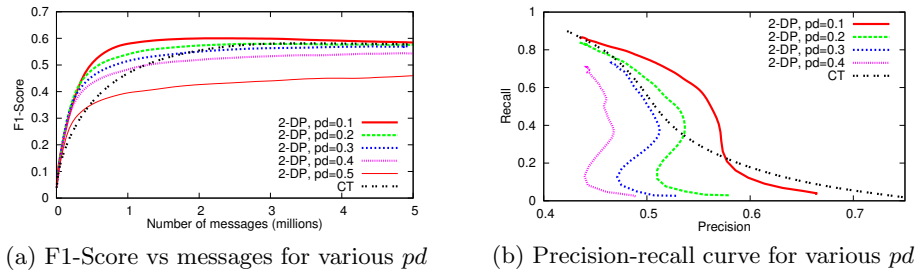 0.7
0.6
0.5
0.4
0.3
0.2
0.1
0
F1-Score
2-DP, pd=0.1
2-DP, pd=0.2
2-DP, pd=0.3
2-DP, pd=0.4
2-DP, pd=0.5
CT
0 1 2 3 4 5
Number of messages (millions)
(a) F1-Score vs messages for various pd
1
0.8
0.6
0.4
0.2
0
Recall
2-DP, pd=0.1
2-DP, pd=0.2
2-DP, pd=0.3
2-DP, pd=0.4
CT
0.4 0.5 0.6 0.7
Precision
(b) Precision-recall curve for various pd